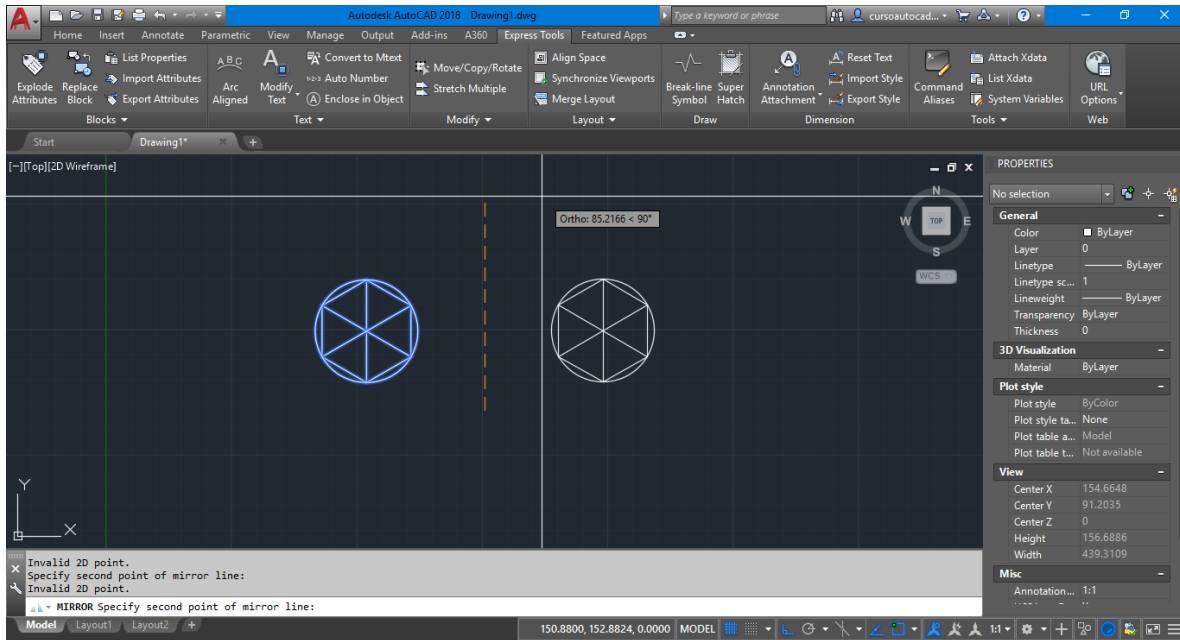 Autodesk AutoCAD 2018 Drawing1.dwg
Type a keyword or phrase
cursoautocad...
Home Insert Annotate Parametric View Manage Output Add-ins A360 Express Tools Featured Apps
Explode Attributes
Replace Block
List Properties
Import Attributes
Export Attributes
Blocks
ABC
Arc Aligned
A
Modify Text
Convert to Mtext
Auto Number
Enclose in Object
Text
Move/Copy/Rotate
Stretch Multiple
Modify
Align Space
Synchronize Viewports
Merge Layout
Layout
Break-line Symbol
Super Hatch
Draw
Annotation Attachment
Reset Text
Import Style
Export Style
Dimension
Command Aliases
Attach Xdata
List Xdata
System Variables
Tools
URL Options
Web
Start Drawing1*
[−][Top][2D Wireframe]
Ortho: 85.2166 < 90°
N
W TOP E
S
WCS
Y
X
PROPERTIES
No selection
General
Color ByLayer
Layer 0
Linetype ByLayer
Linetype sc... 1
Lineweight ByLayer
Transparency ByLayer
Thickness 0
3D Visualization
Material ByLayer
Plot style
Plot style ByColor
Plot style ta... None
Plot table a... Model
Plot table t... Not available
View
Center X 154.6648
Center Y 91.2035
Center Z 0
Height 156.6886
Width 439.3109
Misc
Annotation... 1:1
Invalid 2D point.
Specify second point of mirror line:
Invalid 2D point.
MIRROR Specify second point of mirror line:
Model Layout1 Layout2 +
150.8800, 152.8824, 0.0000 MODEL 1:1